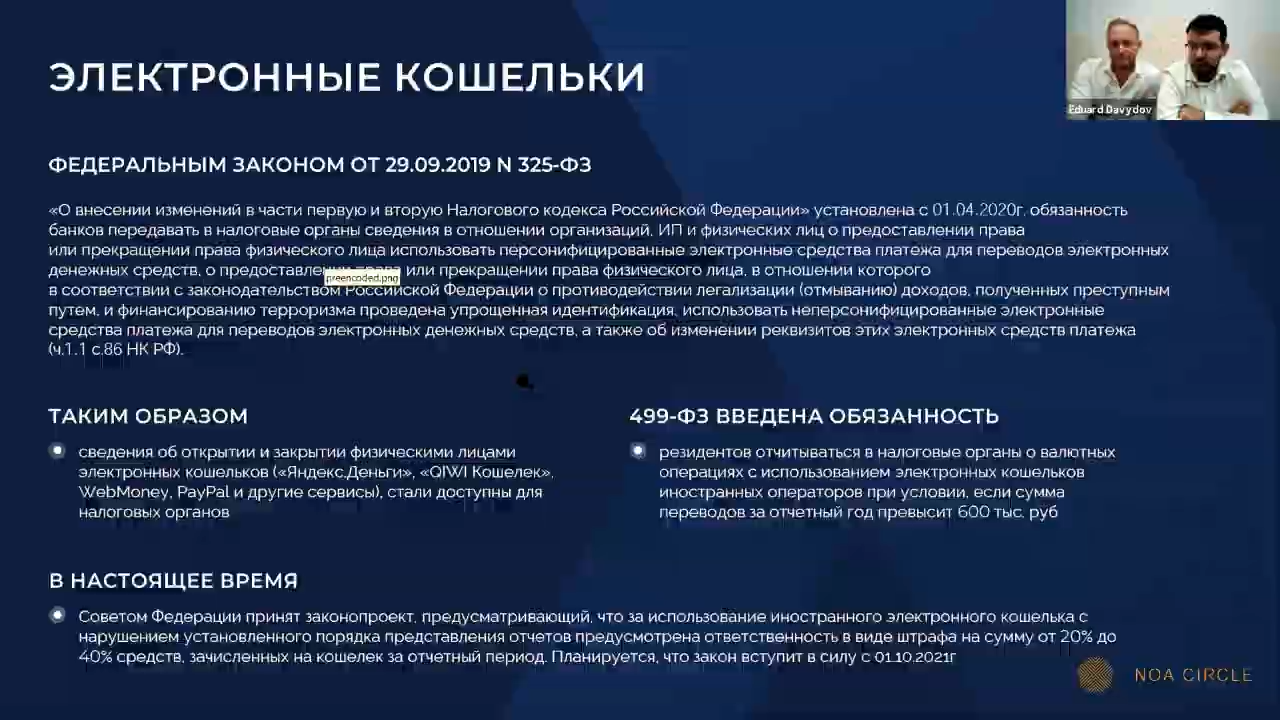 ЭЛЕКТРОННЫЕ КОШЕЛЬКИ
Eduard Davydov
ФЕДЕРАЛЬНЫМ ЗАКОНОМ ОТ 29.09.2019 N 325-ФЗ
«О внесении изменений в части первую и вторую Налогового кодекса Российской Федерации» установлена с 01.04.2020г. обязанность
банков передавать в налоговые органы сведения в отношении организаций, ИП и физических лиц о предоставлении права
или прекращении права физического лица использовать персонифицированные электронные средства платежа для переводов электронных
денежных средств, о предоставлении права или прекращении права физического лица, в отношении которого
preencoded.png
в соответствии с законодательством Российской Федерации о противодействии легализации (отмыванию) доходов, полученных преступным
путем, и финансированию терроризма проведена упрощенная идентификация, использовать неперсонифицированные электронные
средства платежа для переводов электронных денежных средств, а также об изменении реквизитов этих электронных средств платежа
(ч.1.1 с.86 НК РФ).
ТАКИМ ОБРАЗОМ
сведения об открытии и закрытии физическими лицами
электронных кошельков («Яндекс.Деньги», «QIWI Кошелек»,
WebMoney, PayPal и другие сервисы), стали доступны для
налоговых органов
499-ФЗ ВВЕДЕНА ОБЯЗАННОСТЬ
резидентов отчитываться в налоговые органы о валютных
операциях с использованием электронных кошельков
иностранных операторов при условии, если сумма
переводов за отчетный год превысит 600 тыс. руб
В НАСТОЯЩЕЕ ВРЕМЯ
Советом Федерации принят законопроект, предусматривающий, что за использование иностранного электронного кошелька с
нарушением установленного порядка представления отчетов предусмотрена ответственность в виде штрафа на сумму от 20% до
40% средств, зачисленных на кошелек за отчетный период. Планируется, что закон вступит в силу с 01.10.2021г
NOA CIRCLE